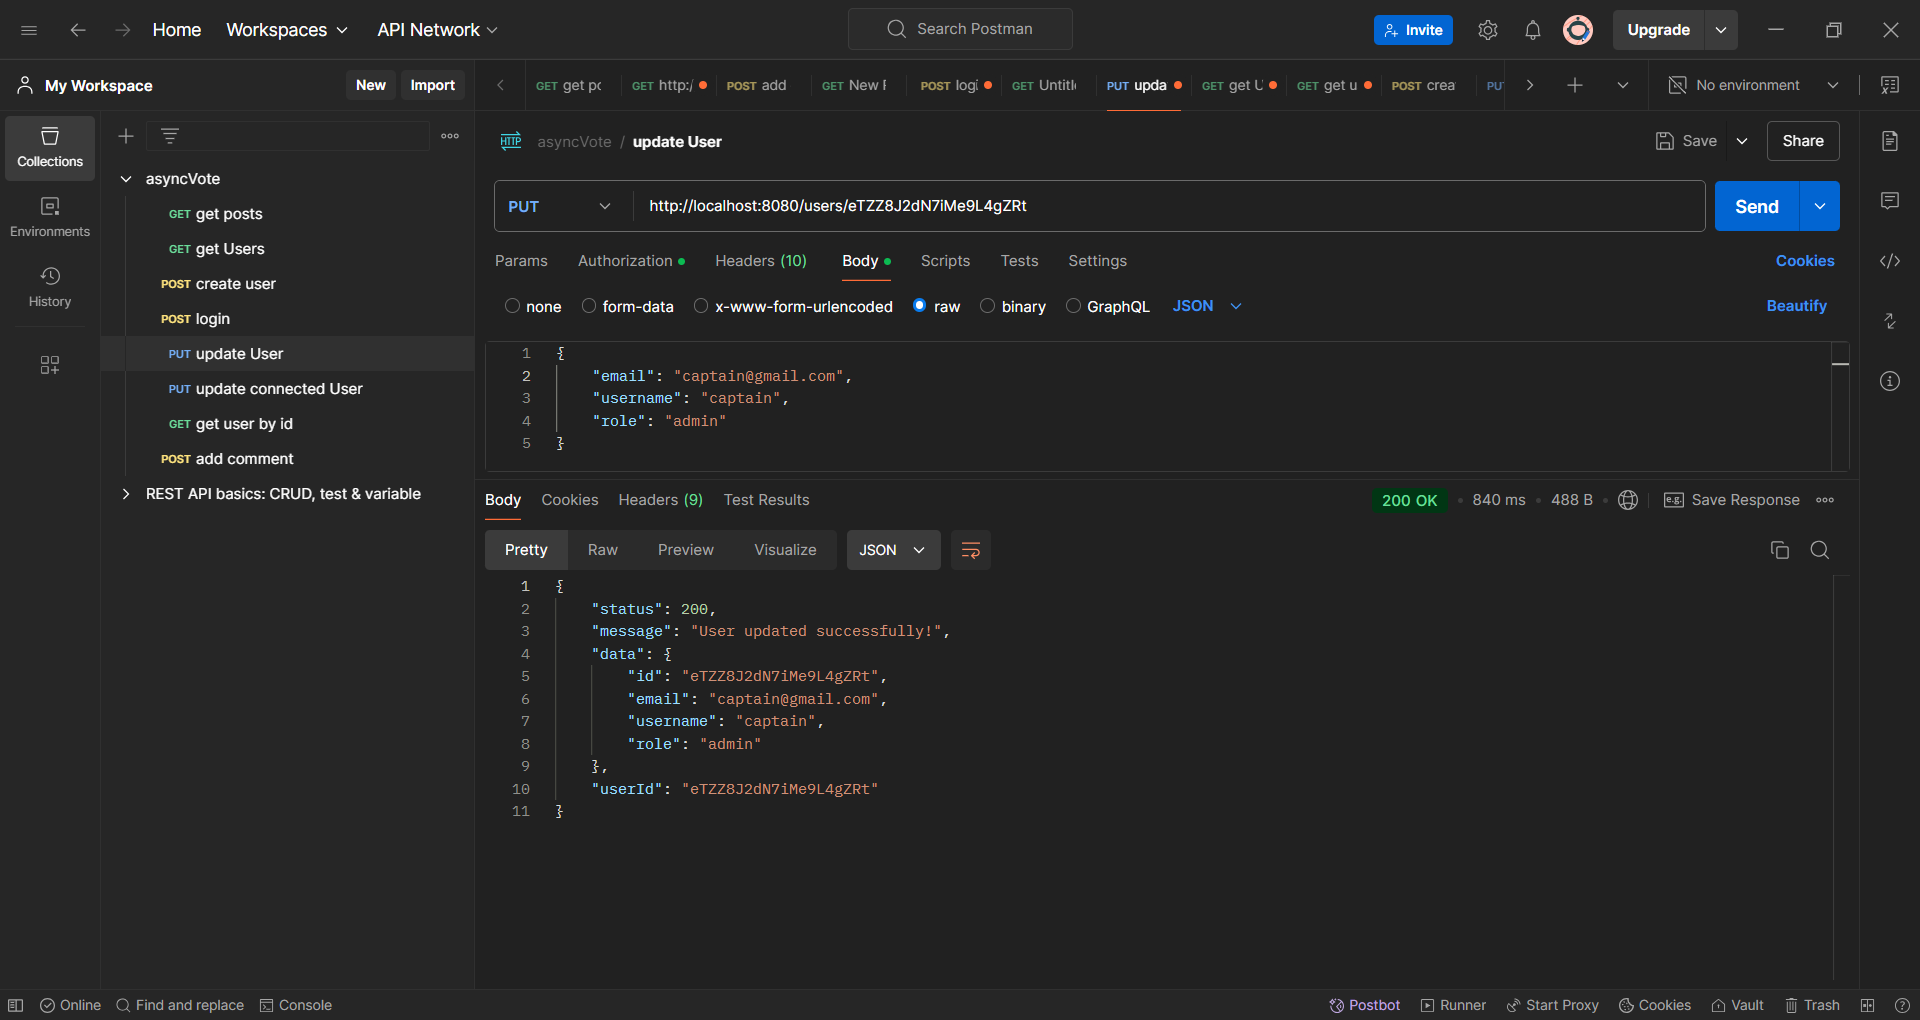 Home Workspaces API Network Search Postman Invite Upgrade
My Workspace New Import GET get po GET http:/ POST add GET New F POST logi GET Untitle PUT upda GET get U GET get u POST crea PU No environment
Collections
Environments
History
asyncVote
GET get posts
GET get Users
POST create user
POST login
PUT update User
PUT update connected User
GET get user by id
POST add comment
REST API basics: CRUD, test & variable
HTTP asyncVote / update User Save Share
PUT http://localhost:8080/users/eTZZ8J2dN7iMe9L4gZRt Send
Params Authorization Headers (10) Body Scripts Tests Settings Cookies
none form-data x-www-form-urlencoded raw binary GraphQL JSON Beautify
1 {
2 "email": "captain@gmail.com",
3 "username": "captain",
4 "role": "admin"
5 }
Body Cookies Headers (9) Test Results 200 OK 840 ms 488 B e.g. Save Response
Pretty Raw Preview Visualize JSON
1 {
2 "status": 200,
3 "message": "User updated successfully!",
4 "data": {
5 "id": "eTZZ8J2dN7iMe9L4gZRt",
6 "email": "captain@gmail.com",
7 "username": "captain",
8 "role": "admin"
9 },
10 "userId": "eTZZ8J2dN7iMe9L4gZRt"
11 }
Online Find and replace Console Postbot Runner Start Proxy Cookies Vault Trash